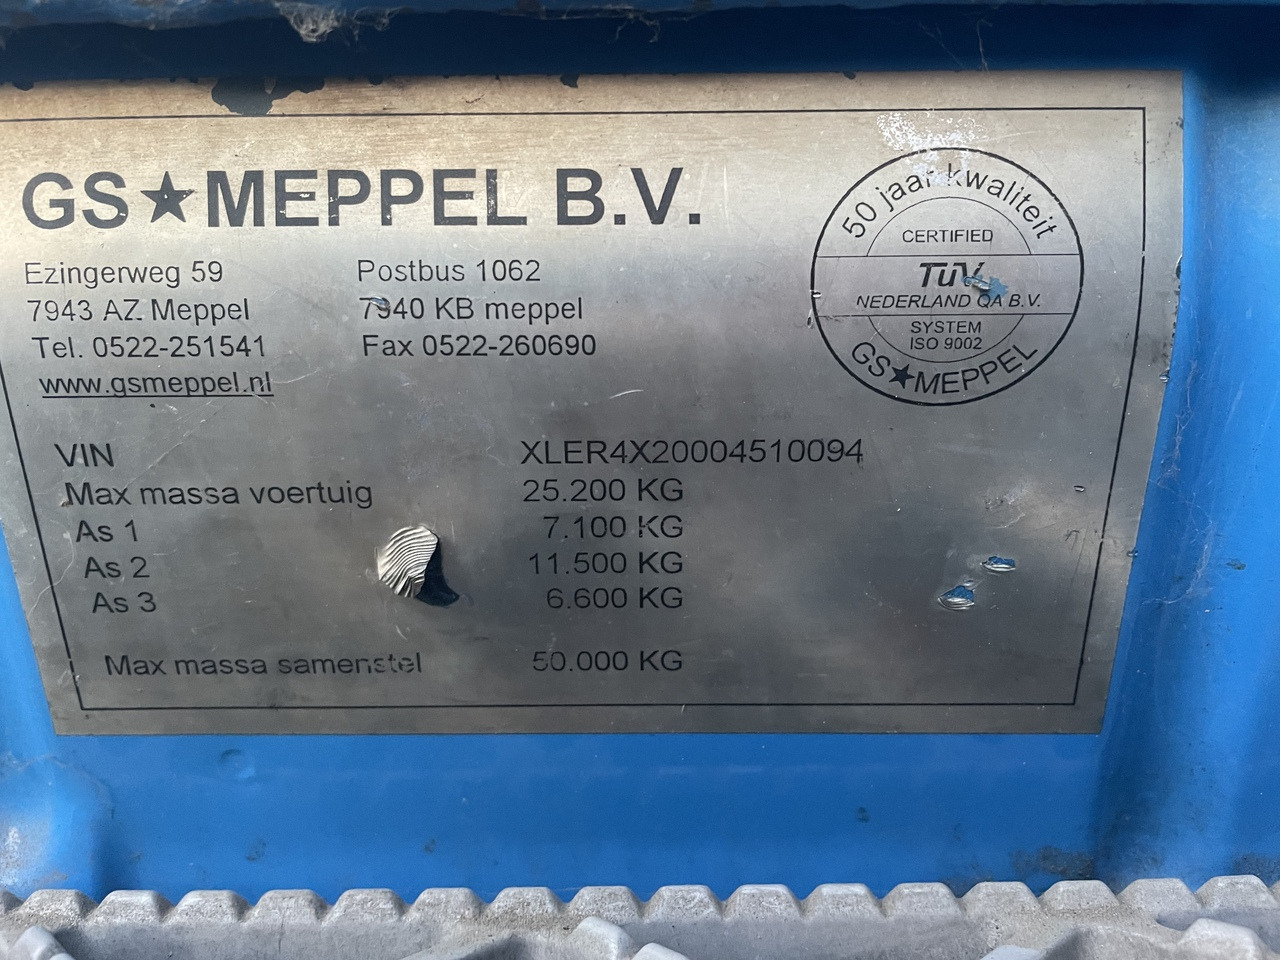 GS★MEPPEL B.V.
Ezingerweg 59
7943 AZ Meppel
Tel. 0522-251541
www.gsmeppel.nl
Postbus 1062
7940 KB meppel
Fax 0522-260690
50 jaar kwaliteit
CERTIFIED
TüV
NEDERLAND QA B.V.
SYSTEM
ISO 9002
GS★MEPPEL
VIN XLER4X20004510094
Max massa voertuig 25.200 KG
As 1 7.100 KG
As 2 11.500 KG
As 3 6.600 KG
Max massa samenstel 50.000 KG